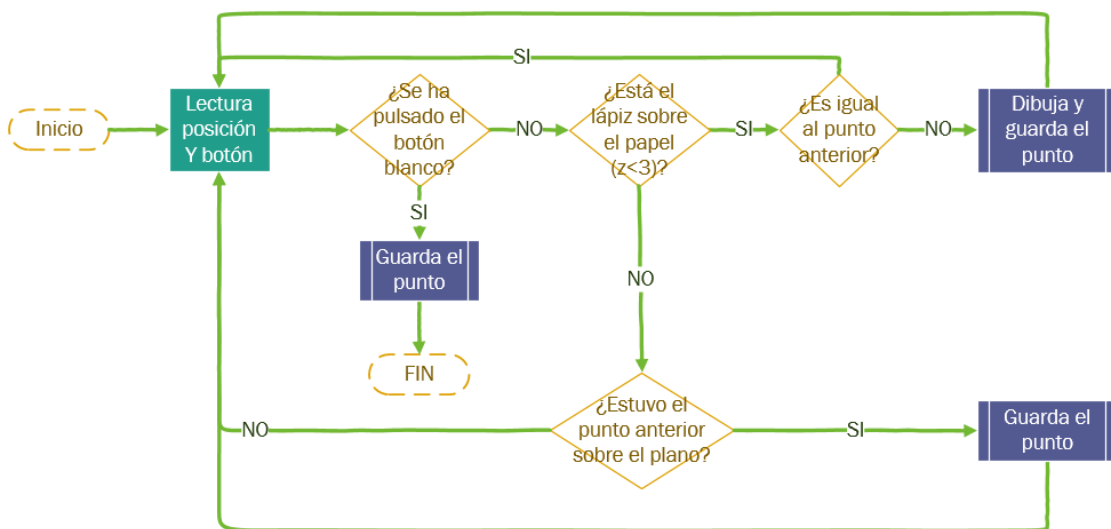 SI
Inicio
Lectura
posición
Y botón
¿Se ha
pulsado el
botón
blanco?
NO
¿Está el
lápiz sobre
el papel
(z<3)?
SI
¿Es igual
al punto
anterior?
NO
Dibuja y
guarda el
punto
SI
Guarda el
punto
FIN
NO
¿Estuvo el
punto anterior
sobre el plano?
NO
SI
Guarda el
punto